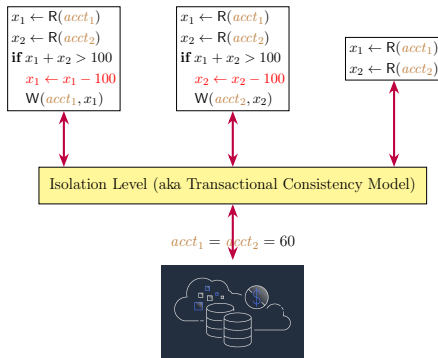 x₁ ← R(acct₁)
x₂ ← R(acct₂)
if x₁ + x₂ > 100
x₁ ← x₁ − 100
W(acct₁, x₁)
x₁ ← R(acct₁)
x₂ ← R(acct₂)
if x₁ + x₂ > 100
x₂ ← x₂ − 100
W(acct₂, x₂)
x₁ ← R(acct₁)
x₂ ← R(acct₂)
Isolation Level (aka Transactional Consistency Model)
acct₁ = acct₂ = 60
$